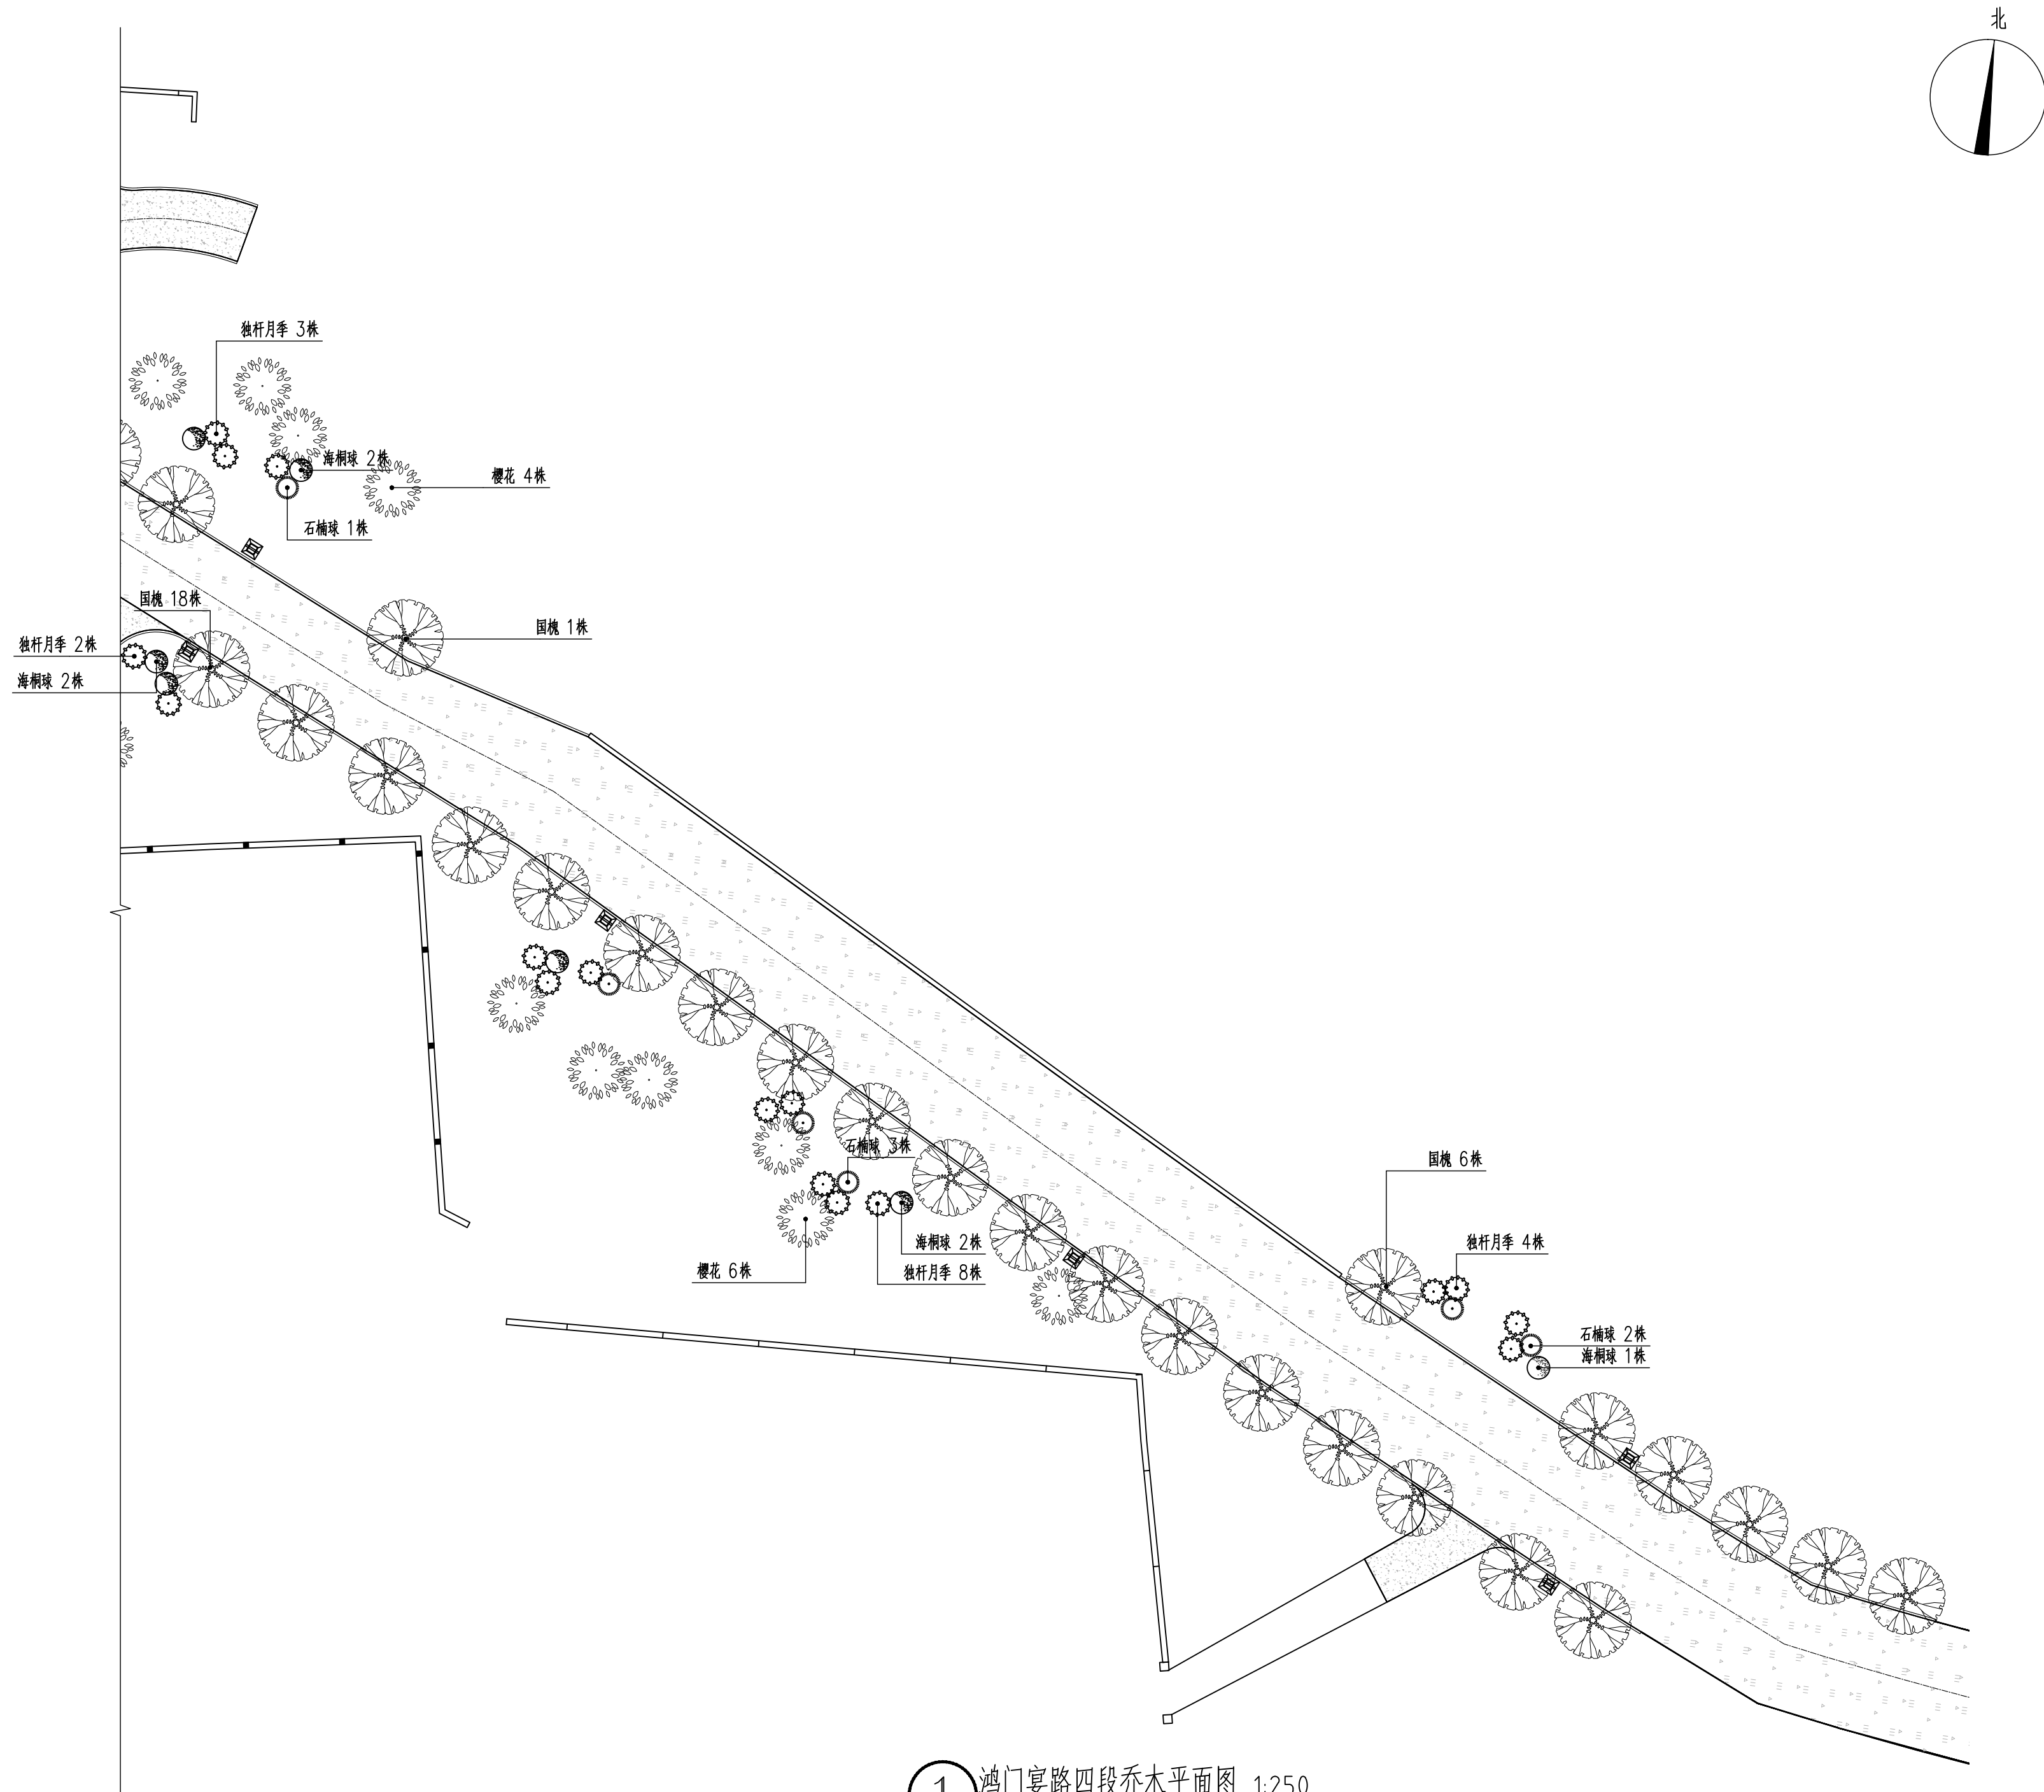 北
独杆月季 3株
海桐球 2株
樱花 4株
石楠球 1株
国槐 18株
国槐 1株
独杆月季 2株
海桐球 2株
石楠球 3株
国槐 6株
海桐球 2株
独杆月季 4株
樱花 6株
独杆月季 8株
石楠球 2株
海桐球 1株
1 鸿门宴路四段乔木平面图 1:250